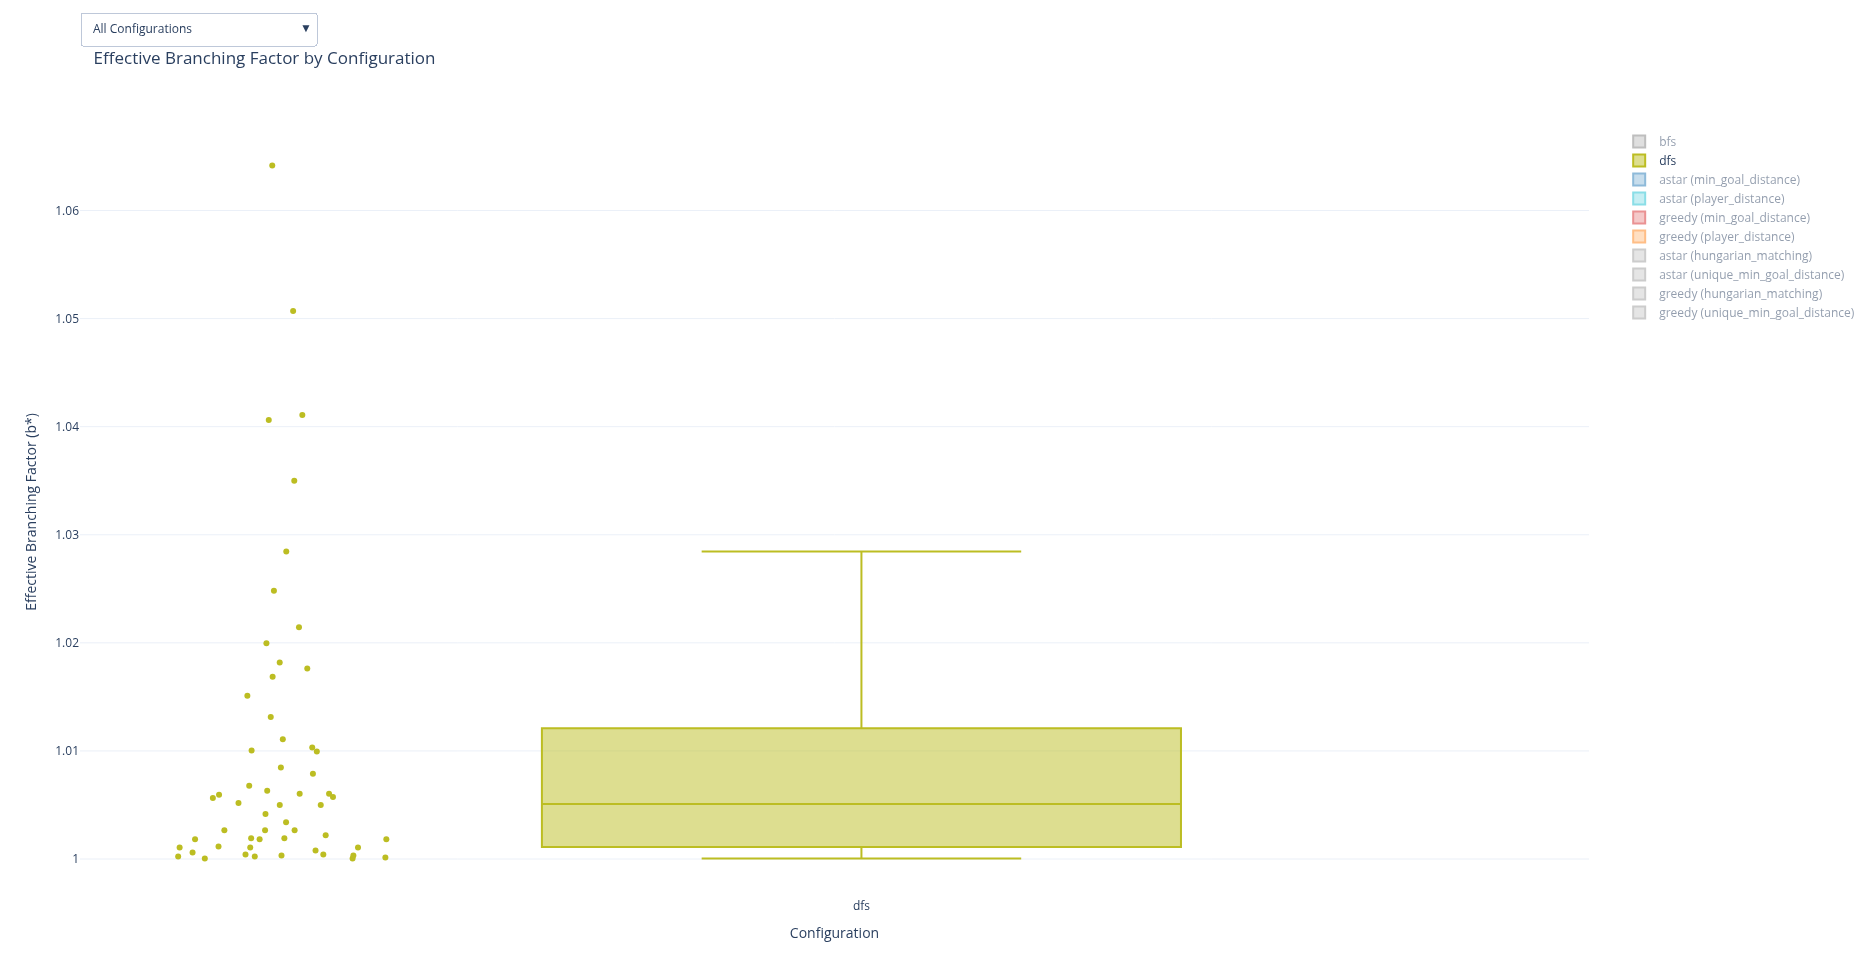 All Configurations ▼
Effective Branching Factor by Configuration
bfs
dfs
astar (min_goal_distance)
astar (player_distance)
greedy (min_goal_distance)
greedy (player_distance)
astar (hungarian_matching)
astar (unique_min_goal_distance)
greedy (hungarian_matching)
greedy (unique_min_goal_distance)
Effective Branching Factor (b*)
1.06
1.05
1.04
1.03
1.02
1.01
1
dfs
Configuration